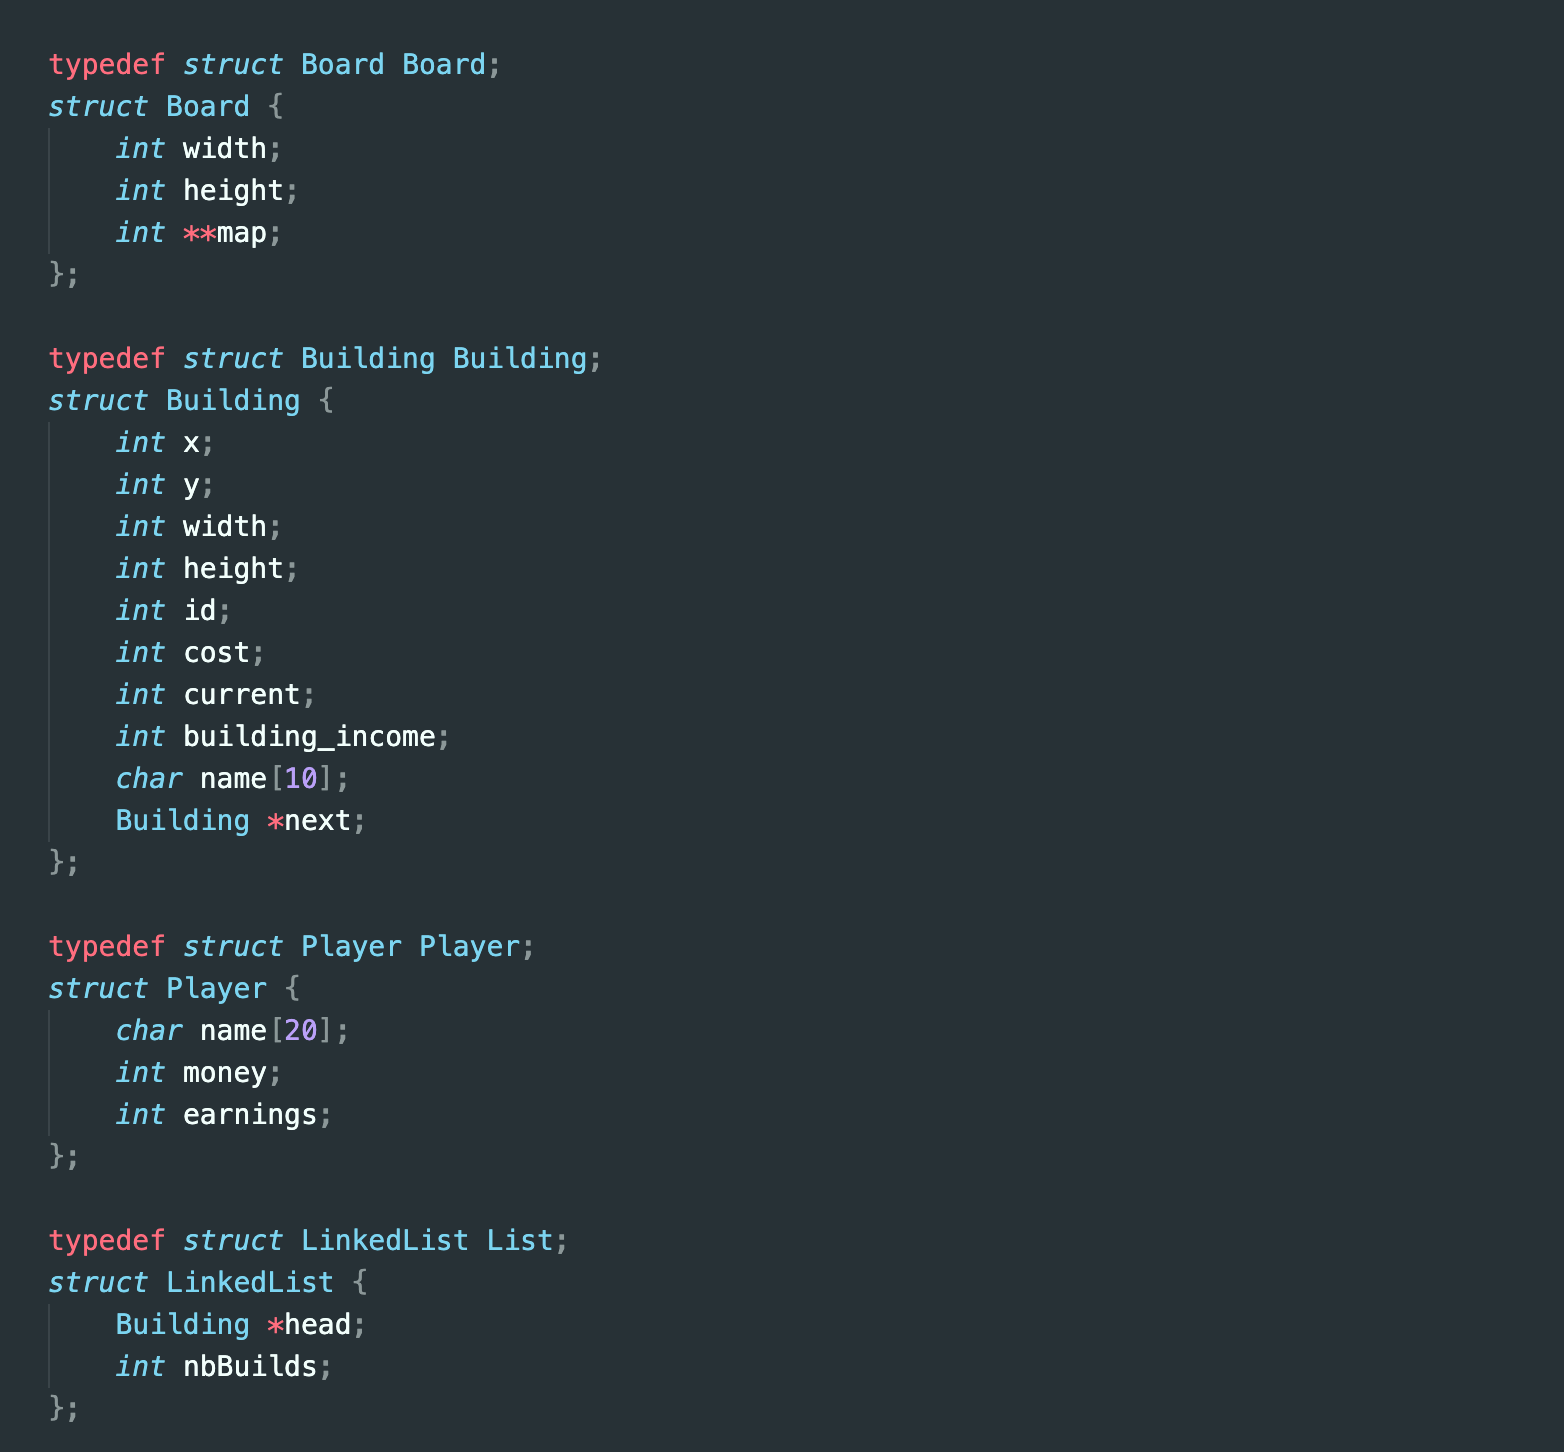 typedef struct Board Board;
struct Board {
    int width;
    int height;
    int **map;
};

typedef struct Building Building;
struct Building {
    int x;
    int y;
    int width;
    int height;
    int id;
    int cost;
    int current;
    int building_income;
    char name[10];
    Building *next;
};

typedef struct Player Player;
struct Player {
    char name[20];
    int money;
    int earnings;
};

typedef struct LinkedList List;
struct LinkedList {
    Building *head;
    int nbBuilds;
};